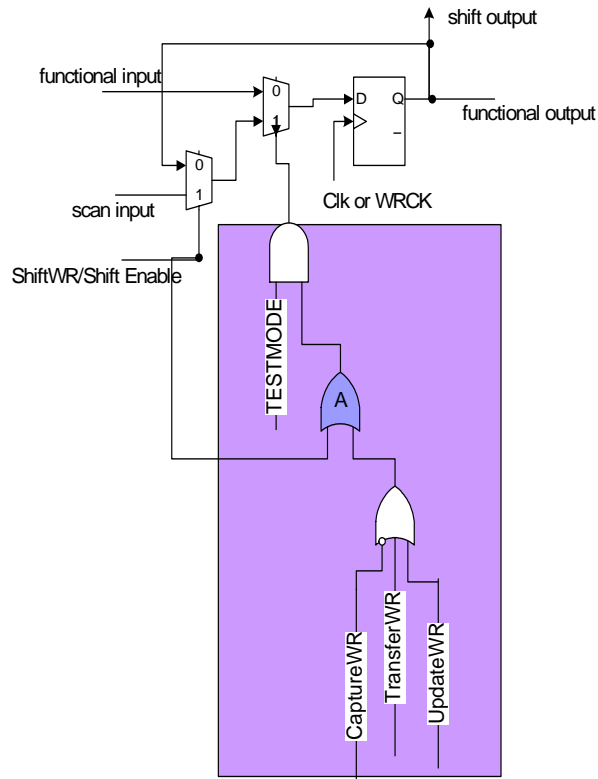 shift output
functional input
0
1
D
Q
functional output
0
1
scan input
Clk or WRCK
ShiftWR/Shift Enable
TESTMODE
A
CaptureWR
TransferWR
UpdateWR